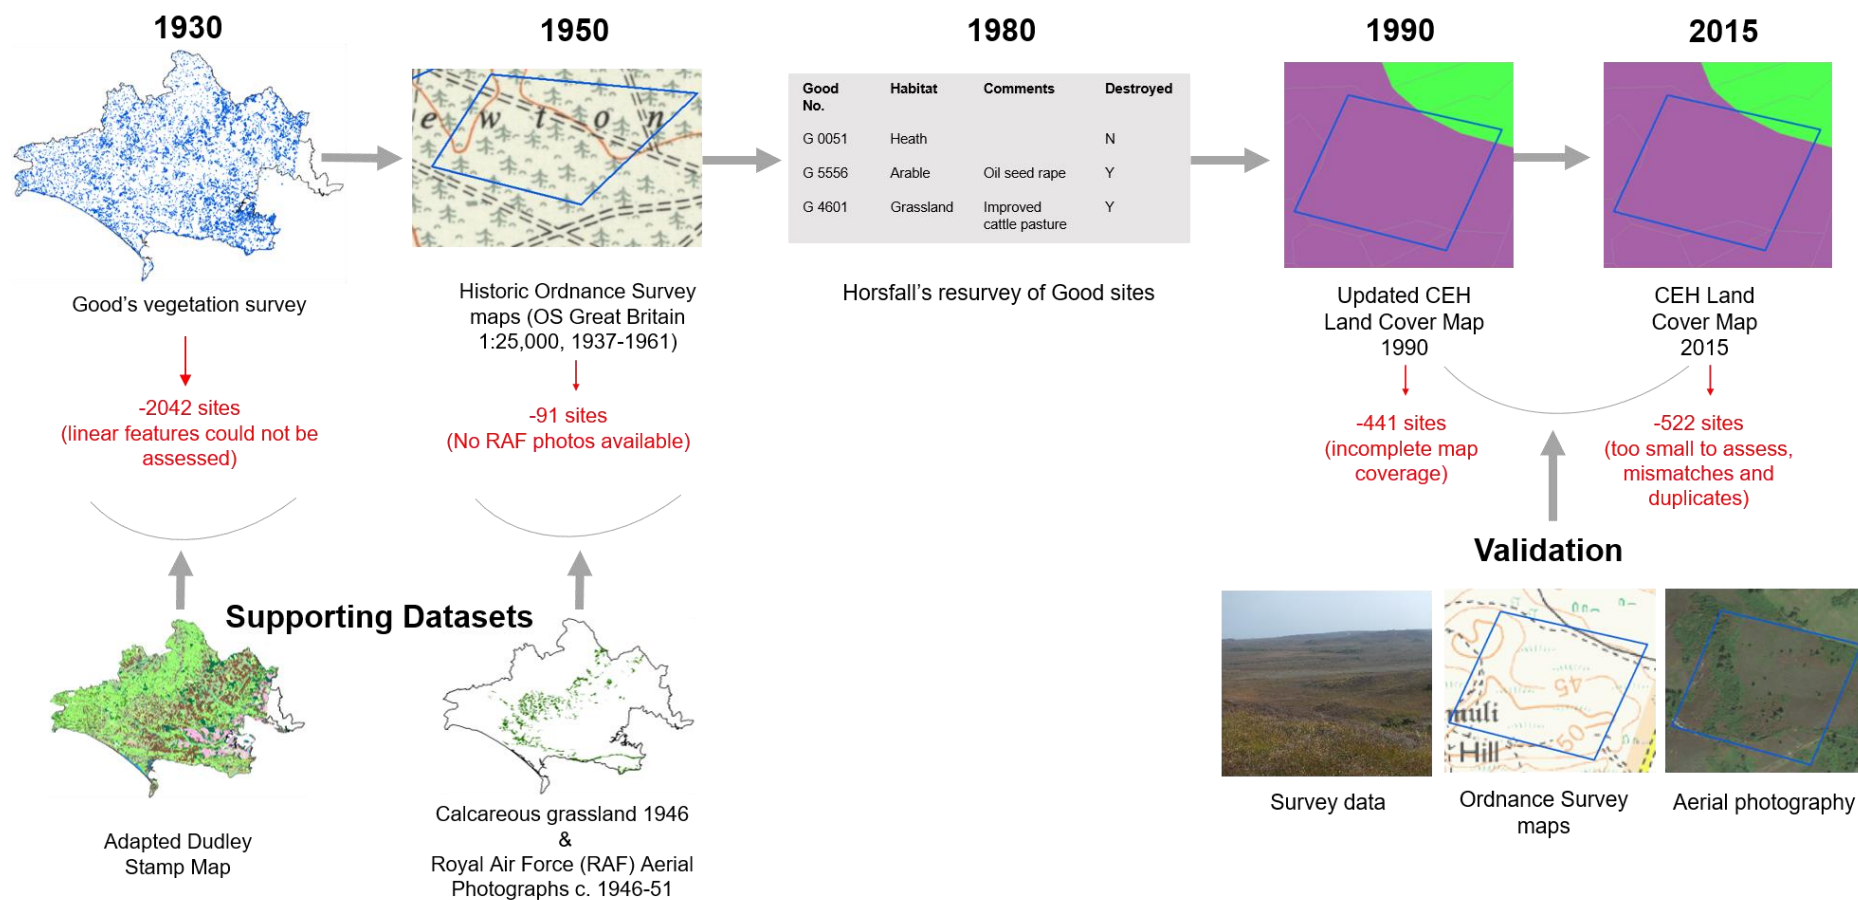 1930
1950
1980
1990
2015
e w t o n
Good Habitat Comments Destroyed
No.
G 0051 Heath N
G 5556 Arable Oil seed rape Y
G 4601 Grassland Improved Y
cattle pasture
Good's vegetation survey
Historic Ordnance Survey
maps (OS Great Britain
1:25,000, 1937-1961)
Horsfall's resurvey of Good sites
Updated CEH
Land Cover Map
1990
CEH Land
Cover Map
2015
-2042 sites
(linear features could not be
assessed)
-91 sites
(No RAF photos available)
-441 sites
(incomplete map
coverage)
-522 sites
(too small to assess,
mismatches and
duplicates)
Supporting Datasets
Adapted Dudley
Stamp Map
Calcareous grassland 1946
&
Royal Air Force (RAF) Aerial
Photographs c. 1946-51
Validation
45
muli
Hill
50
Survey data
Ordnance Survey
maps
Aerial photography